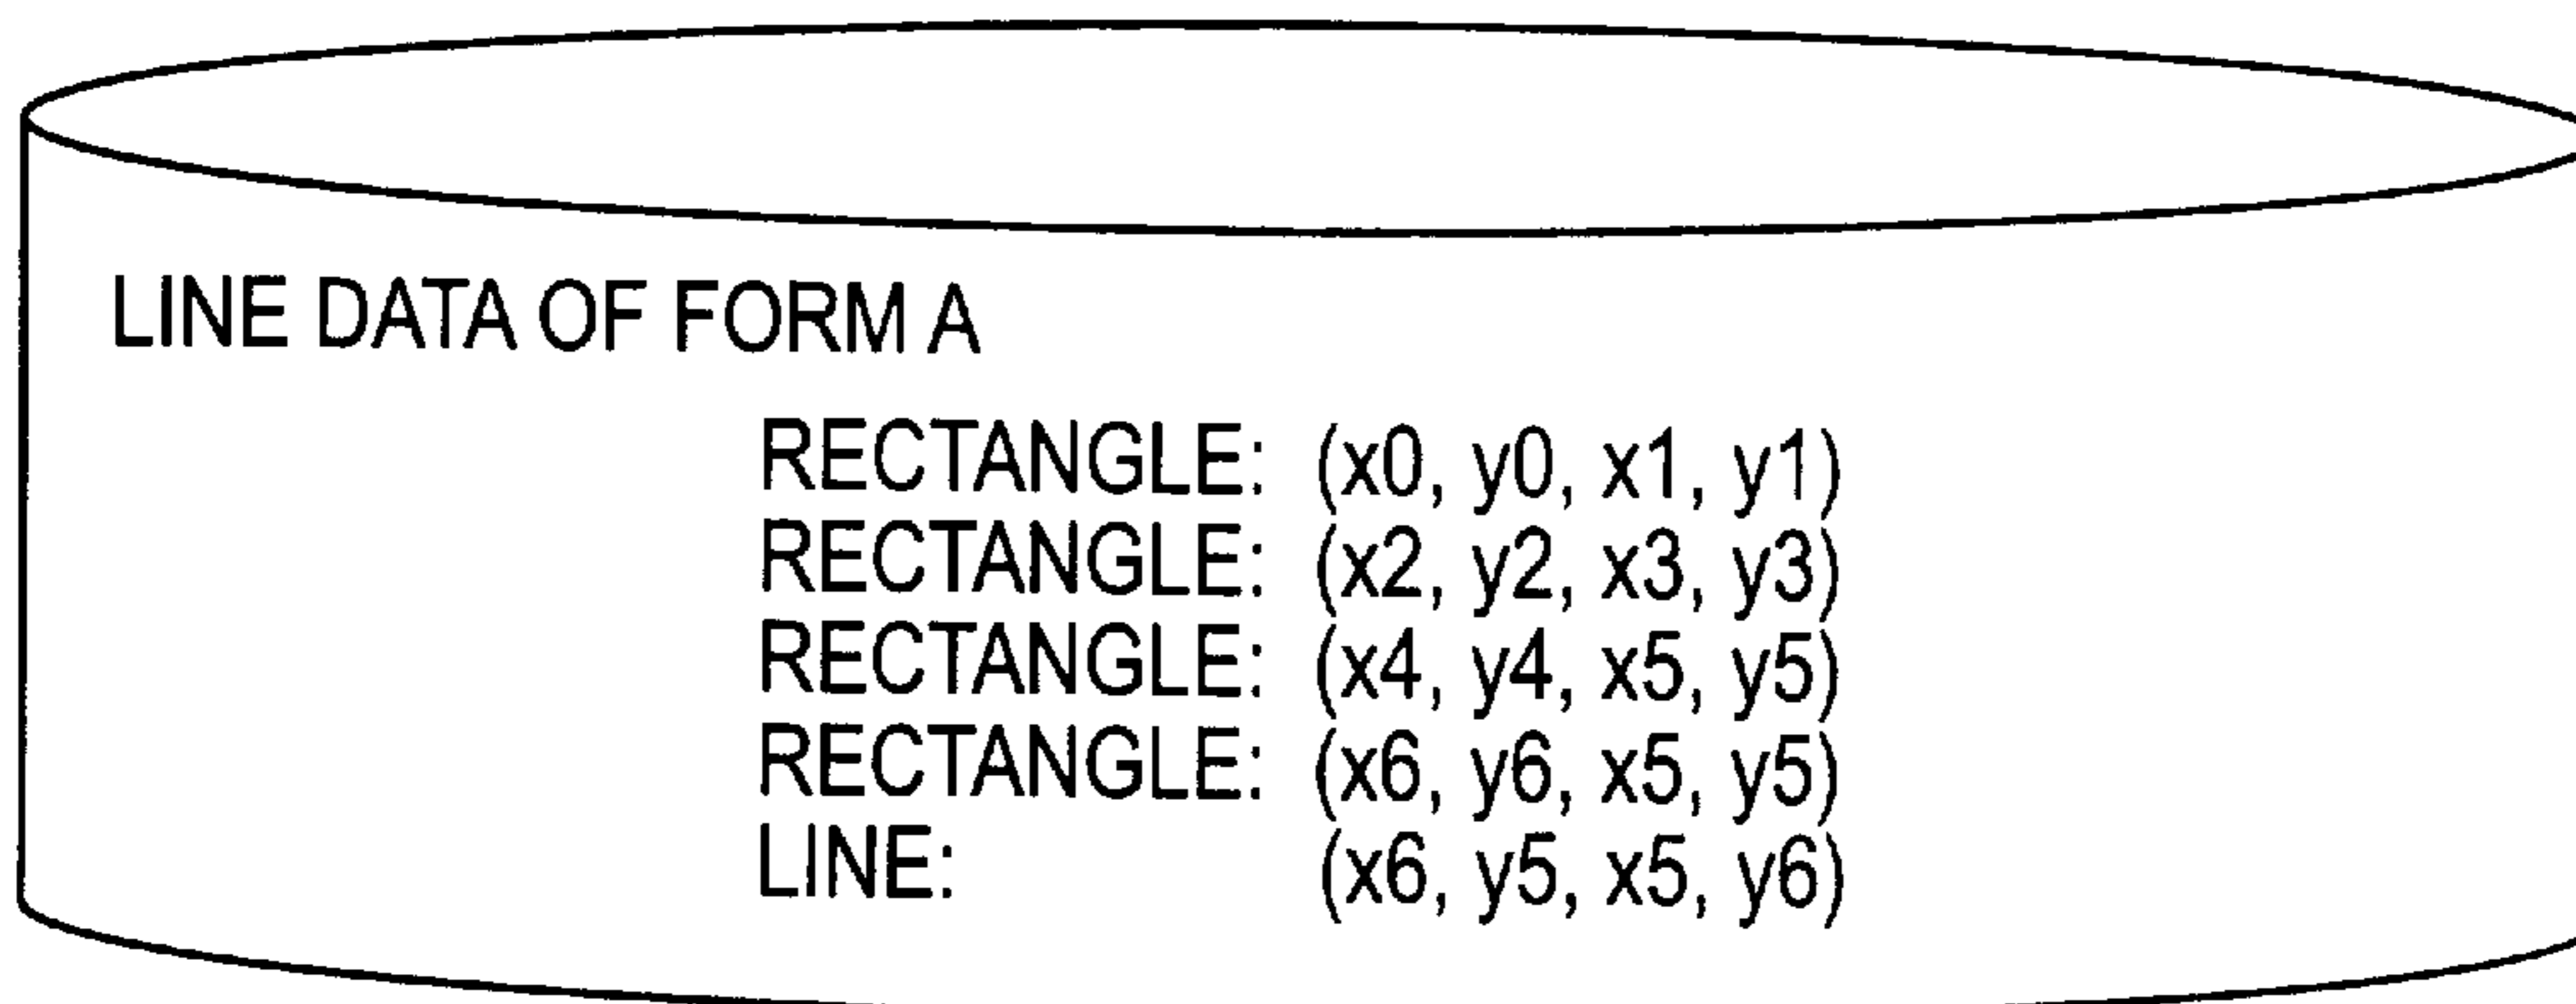 LINE DATA OF FORM A
RECTANGLE: (x0, y0, x1, y1)
RECTANGLE: (x2, y2, x3, y3)
RECTANGLE: (x4, y4, x5, y5)
RECTANGLE: (x6, y6, x5, y5)
LINE: (x6, y5, x5, y6)